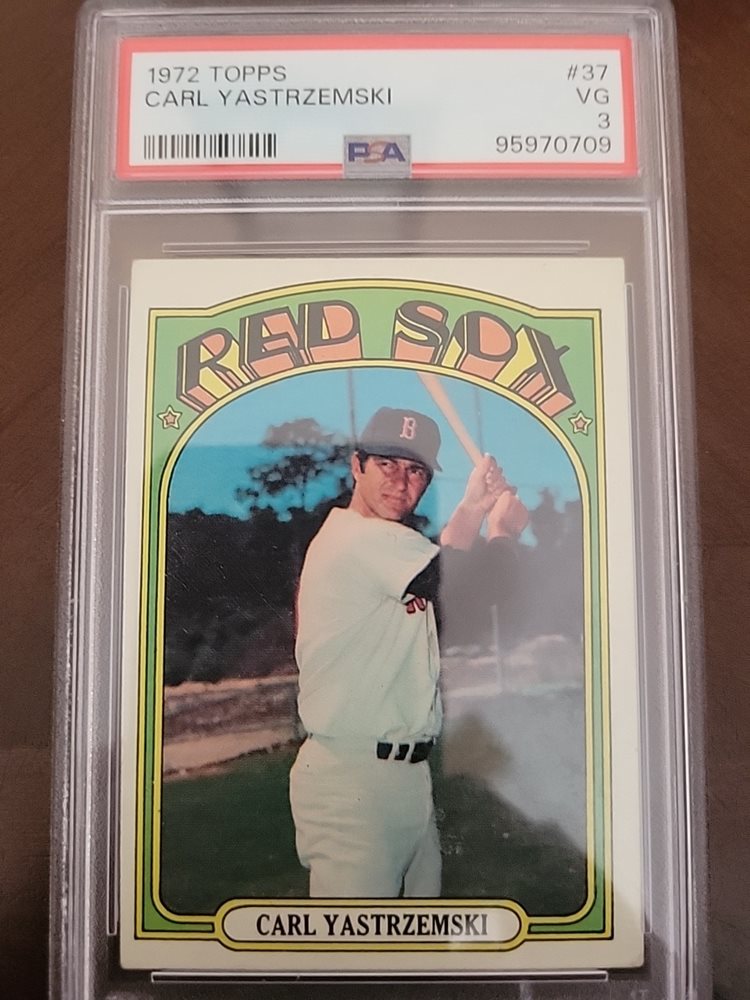 1972 TOPPS #37
CARL YASTRZEMSKI VG
3
PSA 95970709
RED SOX
B
CARL YASTRZEMSKI